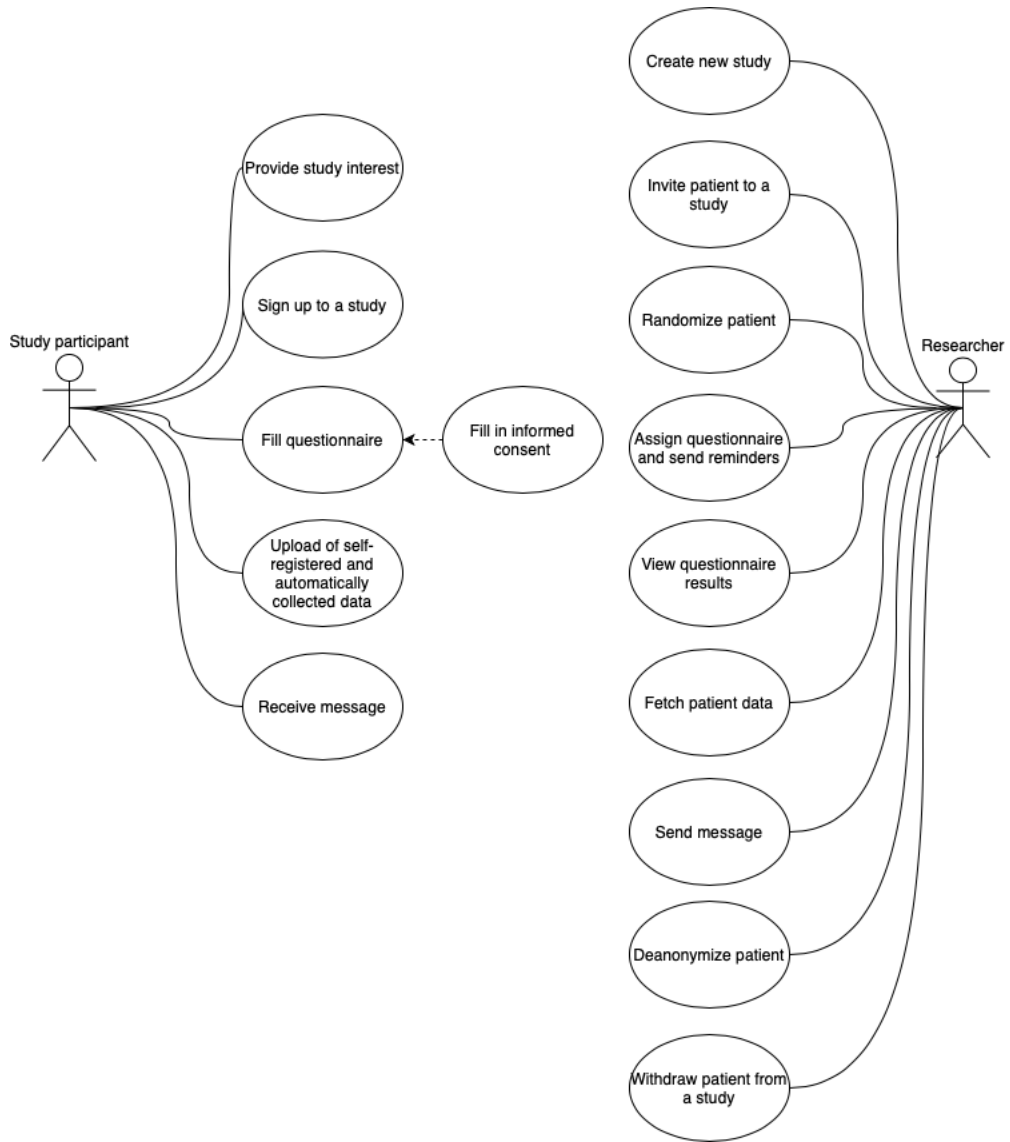 Create new study
Provide study interest
Invite patient to a
study
Sign up to a study
Randomize patient
Study participant
Researcher
Fill questionnaire
Fill in informed
consent
Assign questionnaire
and send reminders
Upload of self-
registered and
automatically
collected data
View questionnaire
results
Receive message
Fetch patient data
Send message
Deanonymize patient
Withdraw patient from
a study